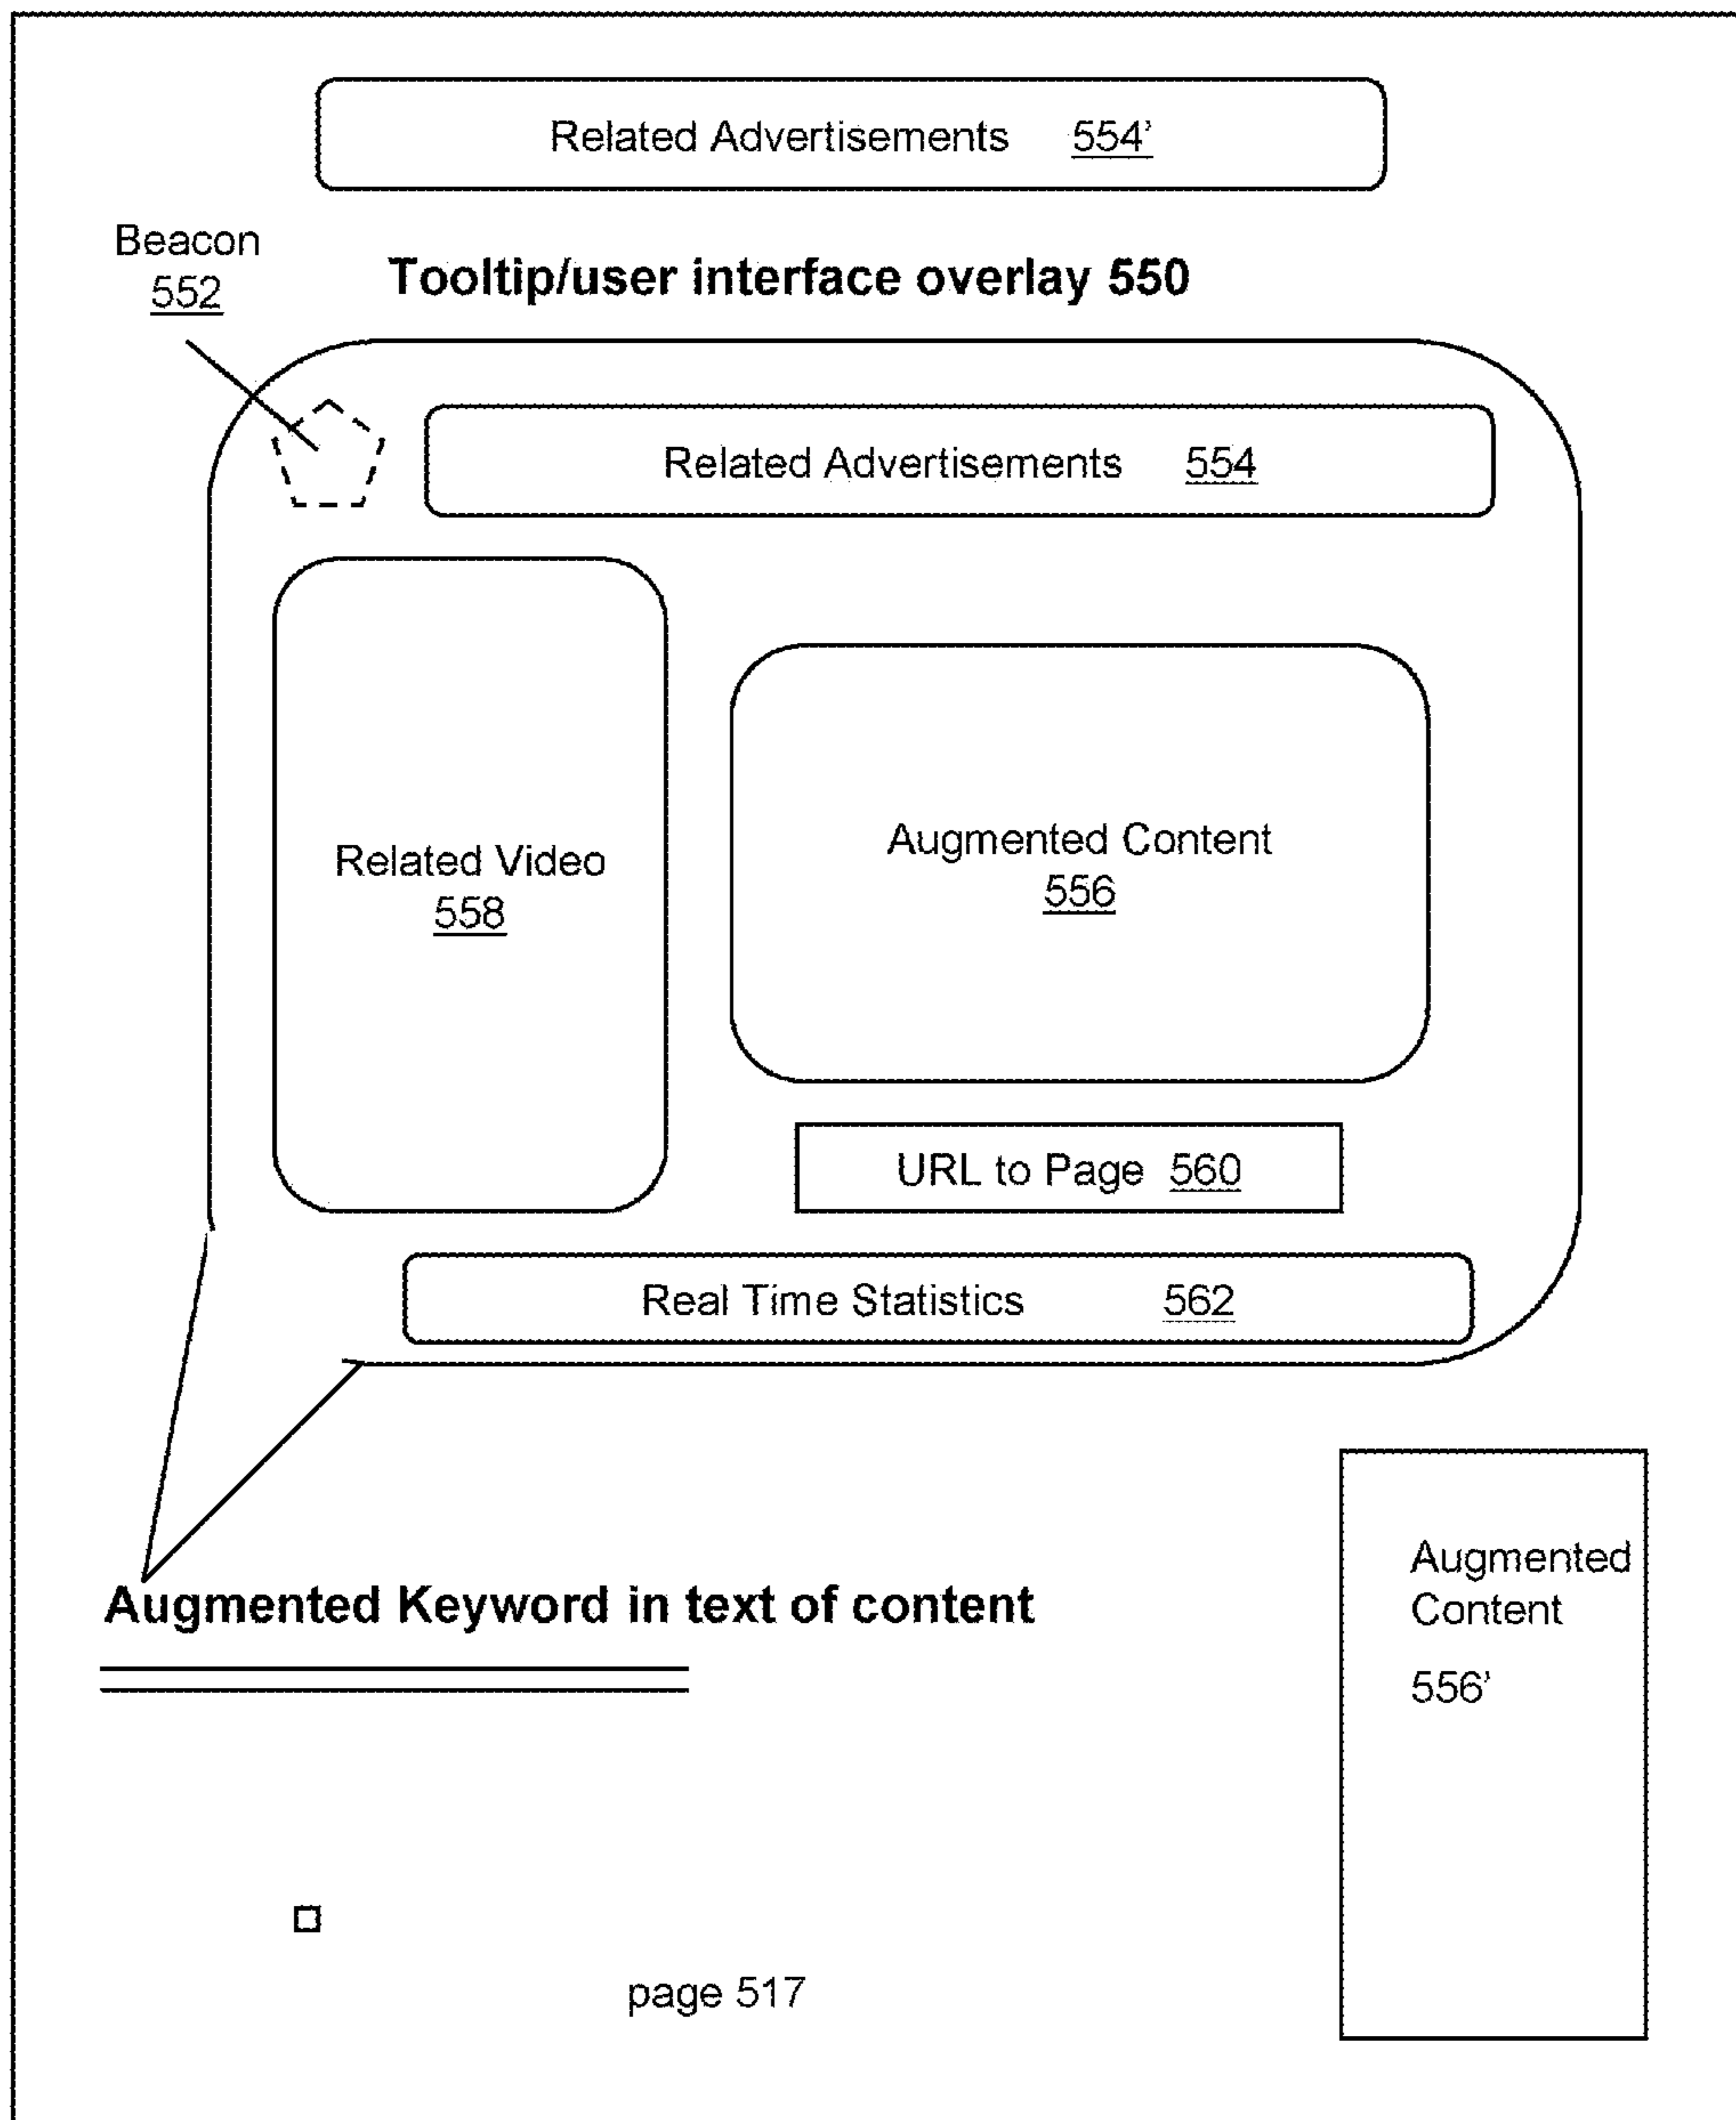 Related Advertisements 554'
Beacon
552
Tooltip/user interface overlay 550
Related Advertisements 554
Related Video
558
Augmented Content
556
URL to Page 560
Real Time Statistics 562
Augmented Keyword in text of content
Augmented
Content
556'
page 517